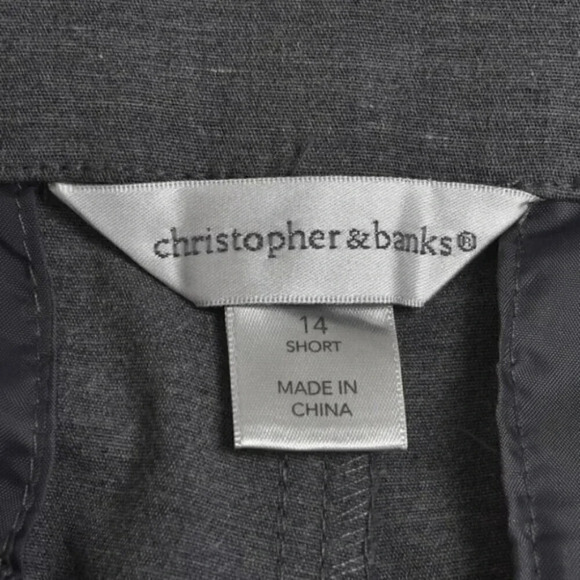 christopher & banks®
14
SHORT
MADE IN
CHINA